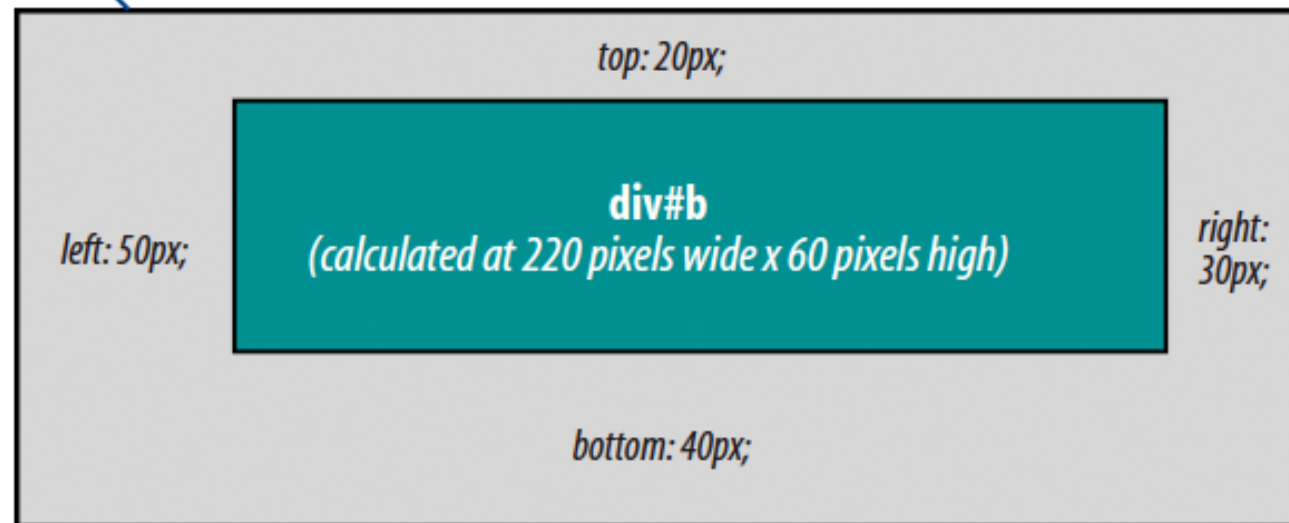 top: 20px;
div#b
(calculated at 220 pixels wide x 60 pixels high)
left: 50px;
right:
30px;
bottom: 40px;